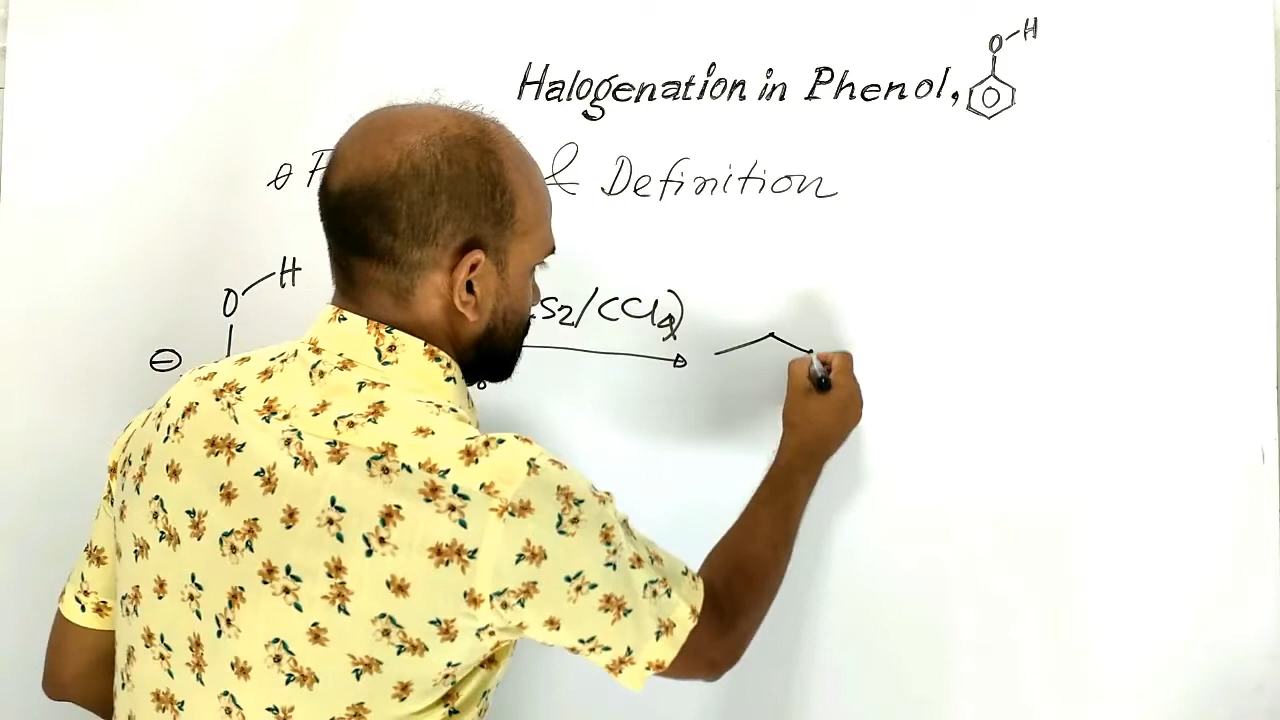 O-H
Halogenation in Phenol,
& Definition
H
O
S2/CCl4)
⊖